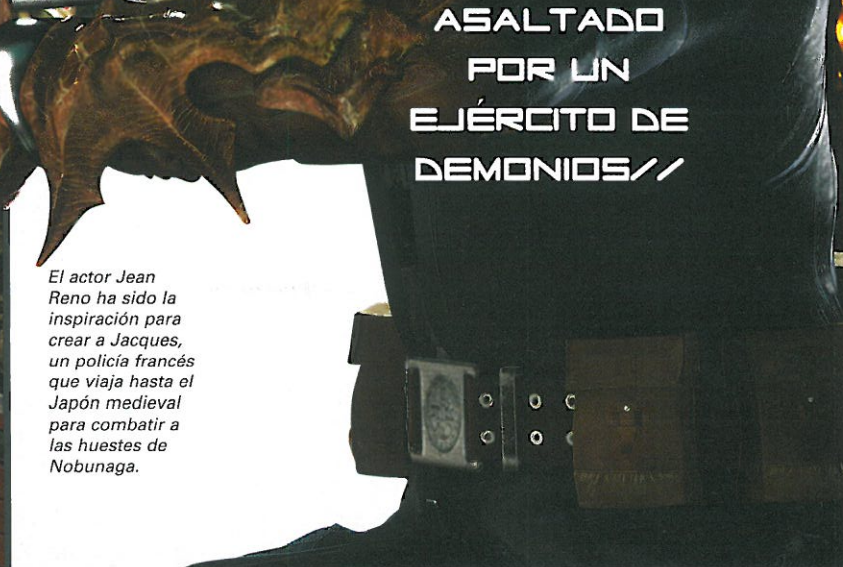 ASALTADO
POR UN
EJÉRCITO DE
DEMONIOS//
El actor Jean
Reno ha sido la
inspiración para
crear a Jacques,
un policía francés
que viaja hasta el
Japón medieval
para combatir a
las huestes de
Nobunaga.